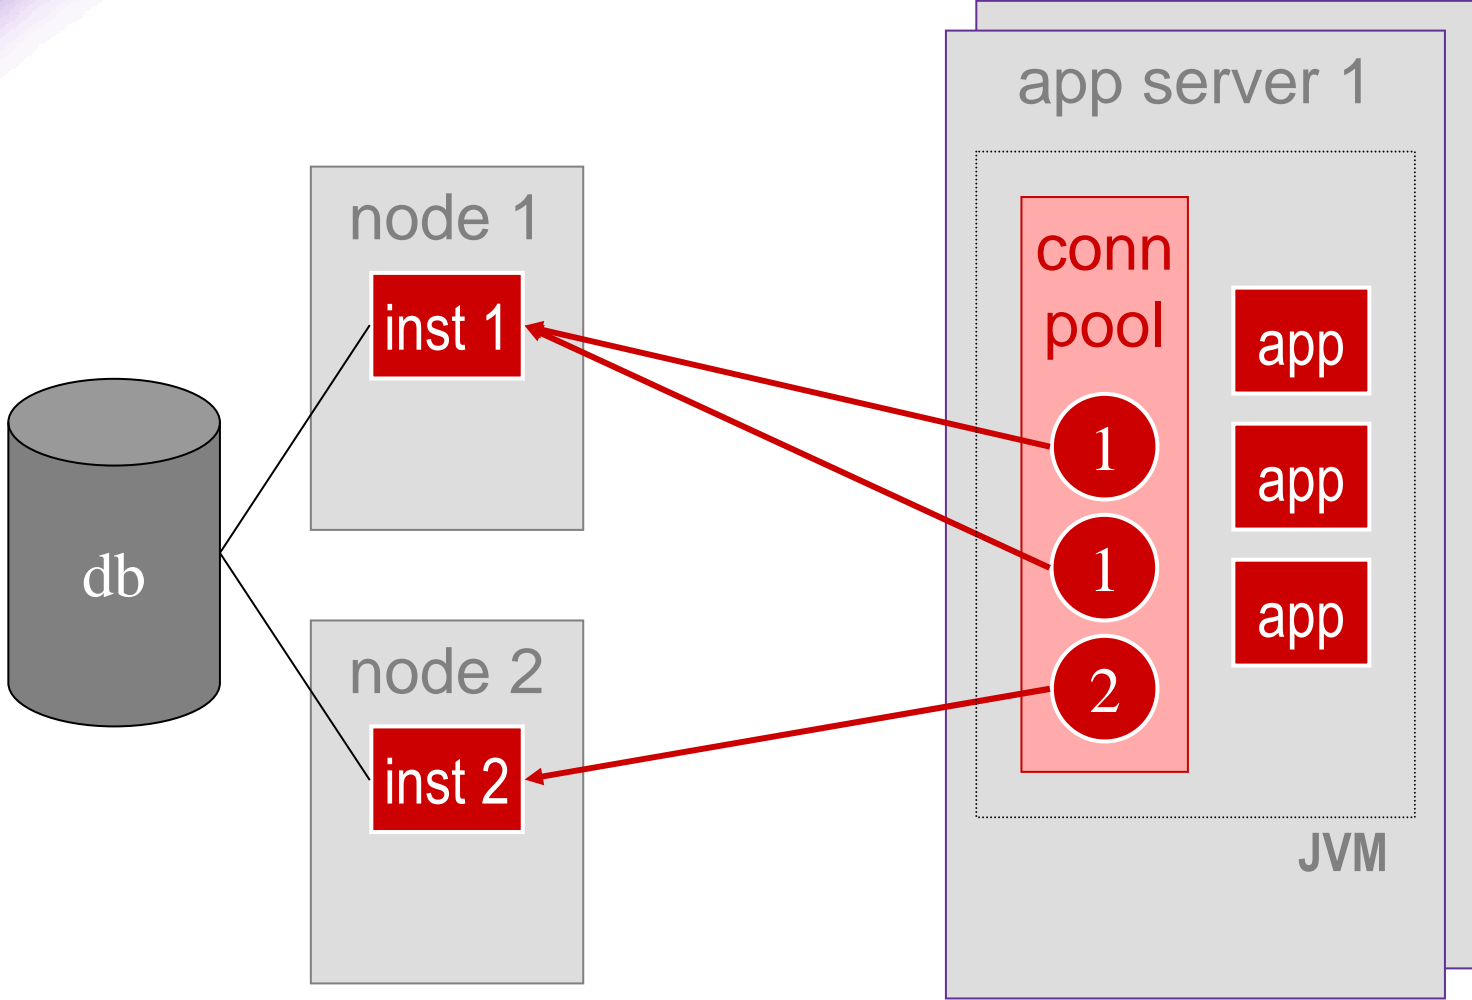 app server 1
node 1
inst 1
conn
pool
1
1
2
app
app
app
db
node 2
inst 2
JVM